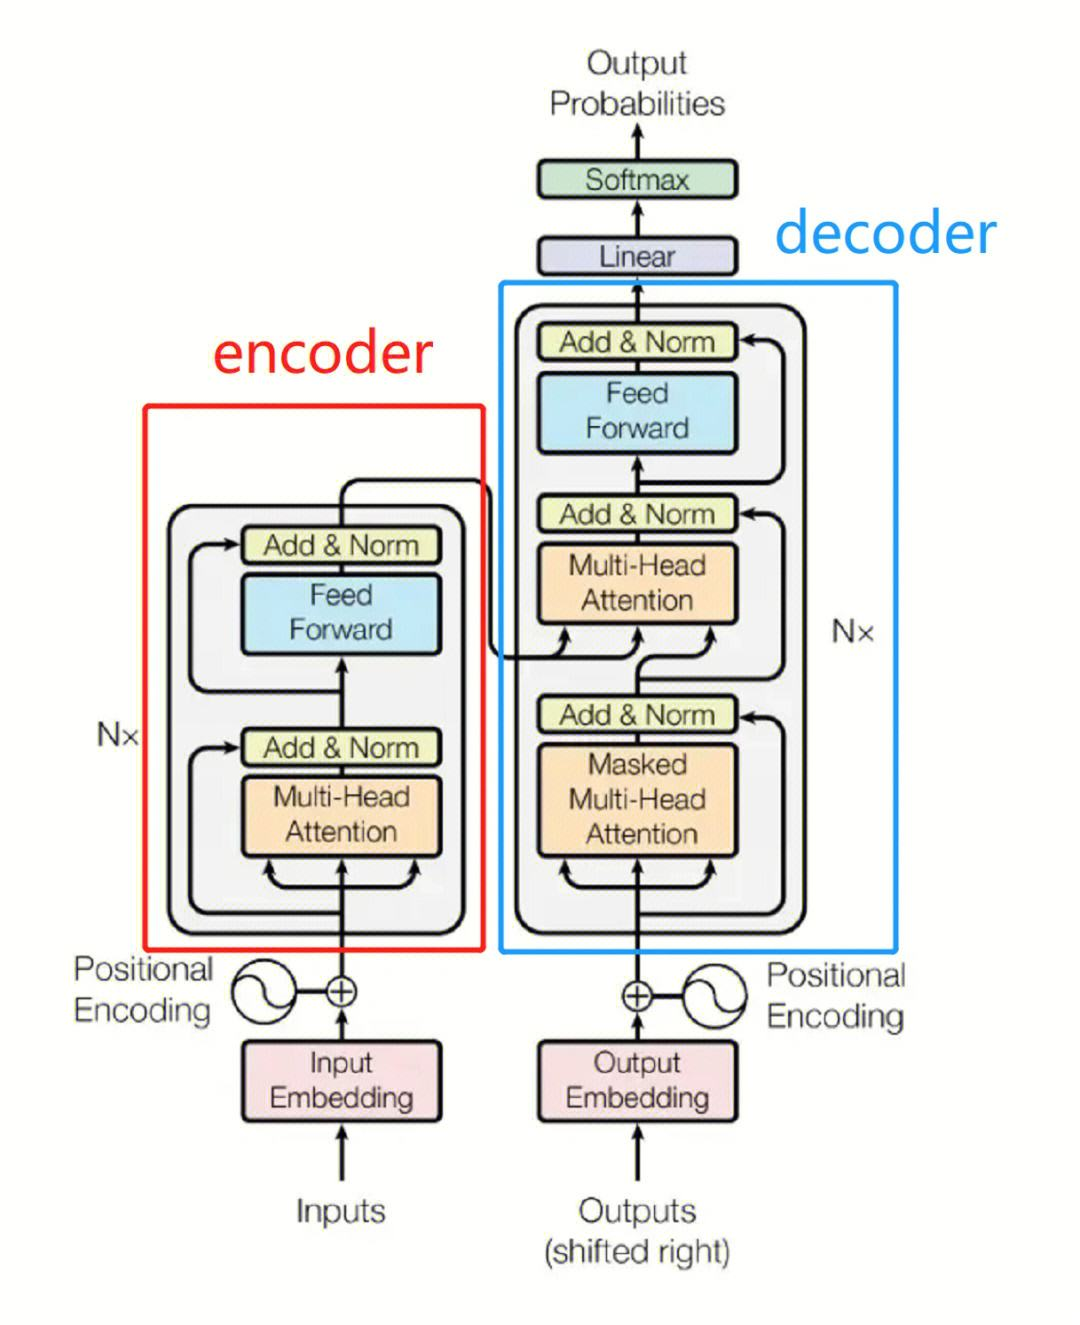 Output
Probabilities
Softmax
Linear
decoder
Add & Norm
Feed
Forward
Add & Norm
Multi-Head
Attention
Add & Norm
Masked
Multi-Head
Attention
N×
encoder
Add & Norm
Feed
Forward
Add & Norm
Multi-Head
Attention
N×
Positional
Encoding
Positional
Encoding
Input
Embedding
Output
Embedding
Inputs
Outputs
(shifted right)